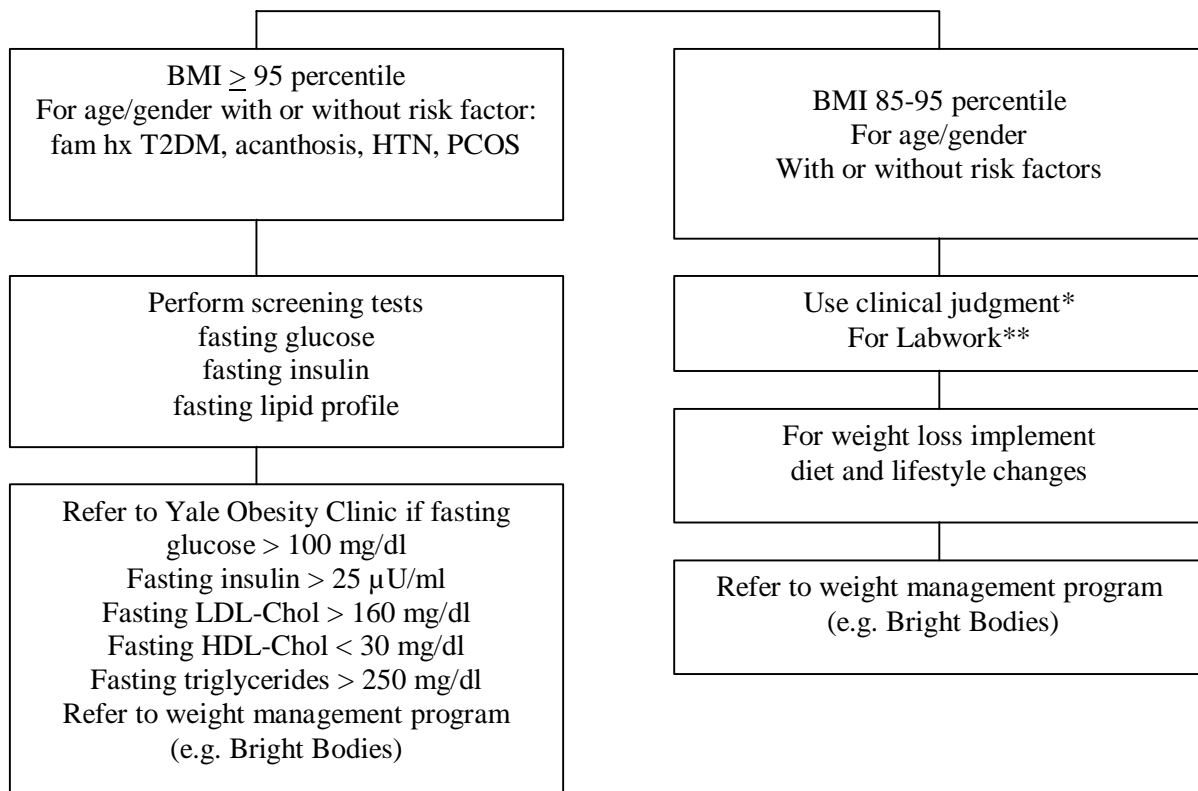 BMI ≥ 95 percentile
For age/gender with or without risk factor:
fam hx T2DM, acanthosis, HTN, PCOS
Perform screening tests
fasting glucose
fasting insulin
fasting lipid profile
Refer to Yale Obesity Clinic if fasting
glucose > 100 mg/dl
Fasting insulin > 25 µU/ml
Fasting LDL-Chol > 160 mg/dl
Fasting HDL-Chol < 30 mg/dl
Fasting triglycerides > 250 mg/dl
Refer to weight management program
(e.g. Bright Bodies)
BMI 85-95 percentile
For age/gender
With or without risk factors
Use clinical judgment*
For Labwork**
For weight loss implement
diet and lifestyle changes
Refer to weight management program
(e.g. Bright Bodies)